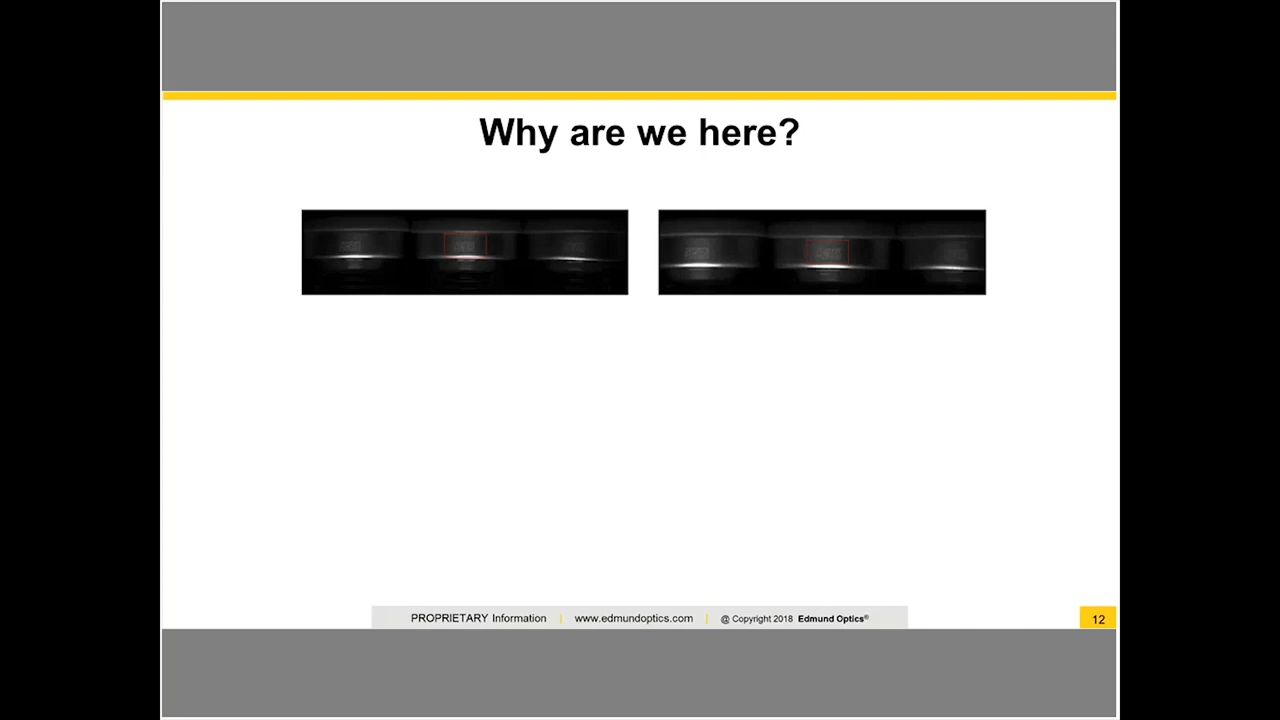 Why are we here?
PROPRIETARY Information | www.edmundoptics.com | @ Copyright 2018 Edmund Optics®
12